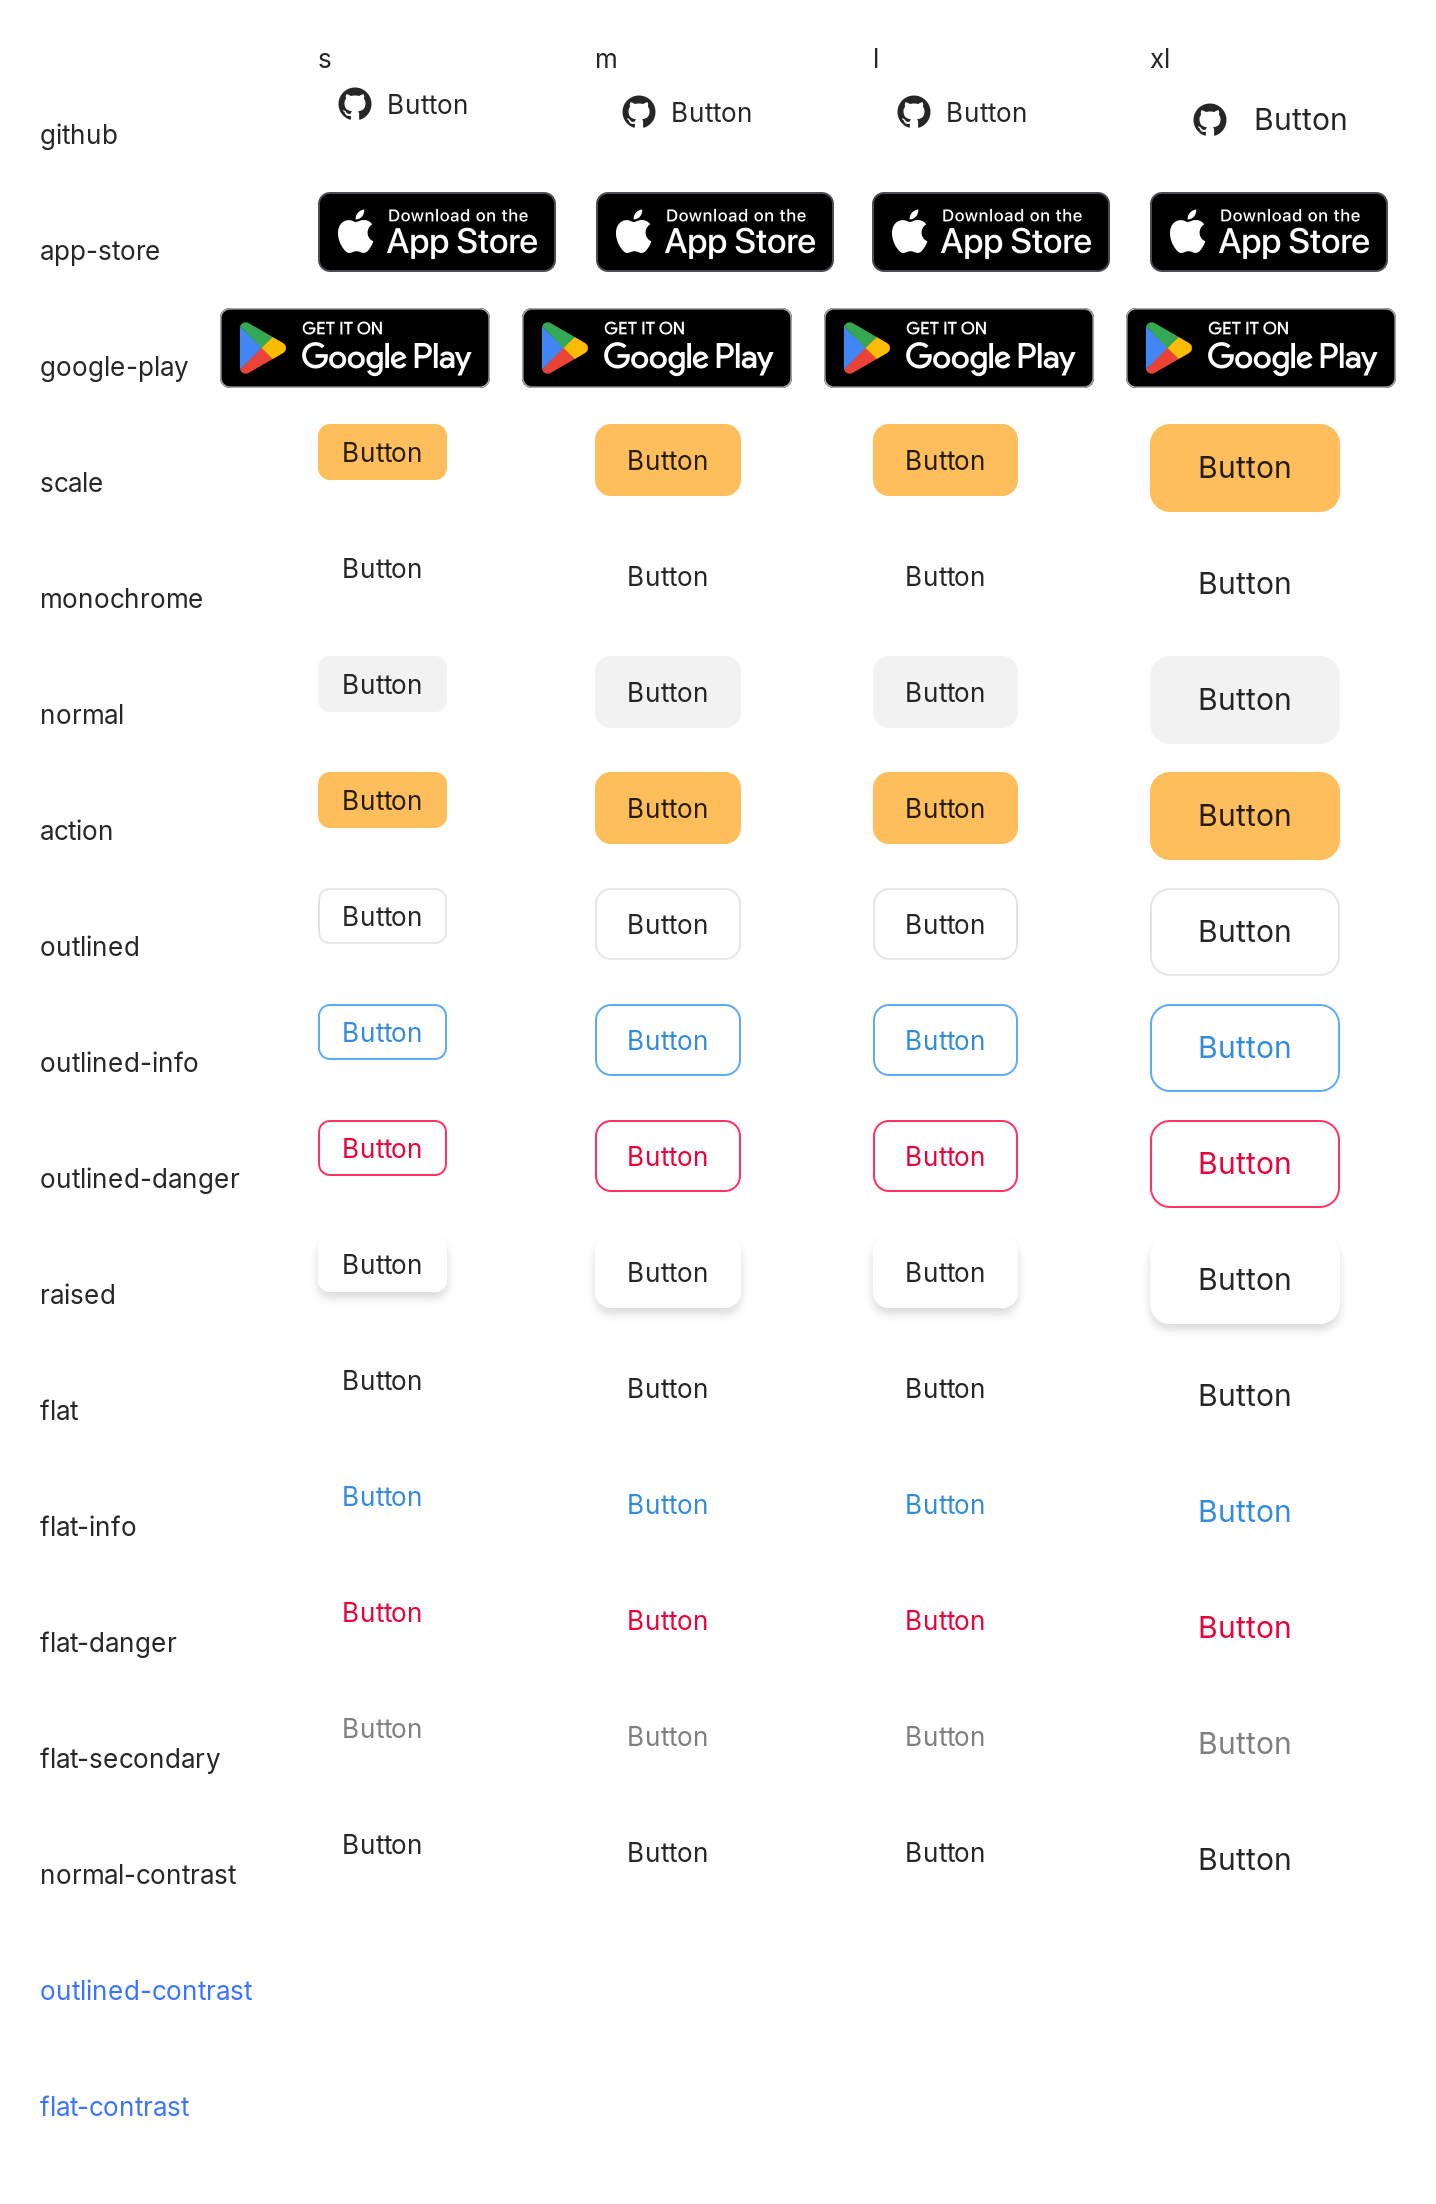 s m l xl
github Button Button Button Button
app-store Download on the App Store Download on the App Store Download on the App Store Download on the App Store
google-play GET IT ON Google Play GET IT ON Google Play GET IT ON Google Play GET IT ON Google Play
scale Button Button Button Button
monochrome Button Button Button Button
normal Button Button Button Button
action Button Button Button Button
outlined Button Button Button Button
outlined-info Button Button Button Button
outlined-danger Button Button Button Button
raised Button Button Button Button
flat Button Button Button Button
flat-info Button Button Button Button
flat-danger Button Button Button Button
flat-secondary Button Button Button Button
normal-contrast Button Button Button Button
outlined-contrast
flat-contrast